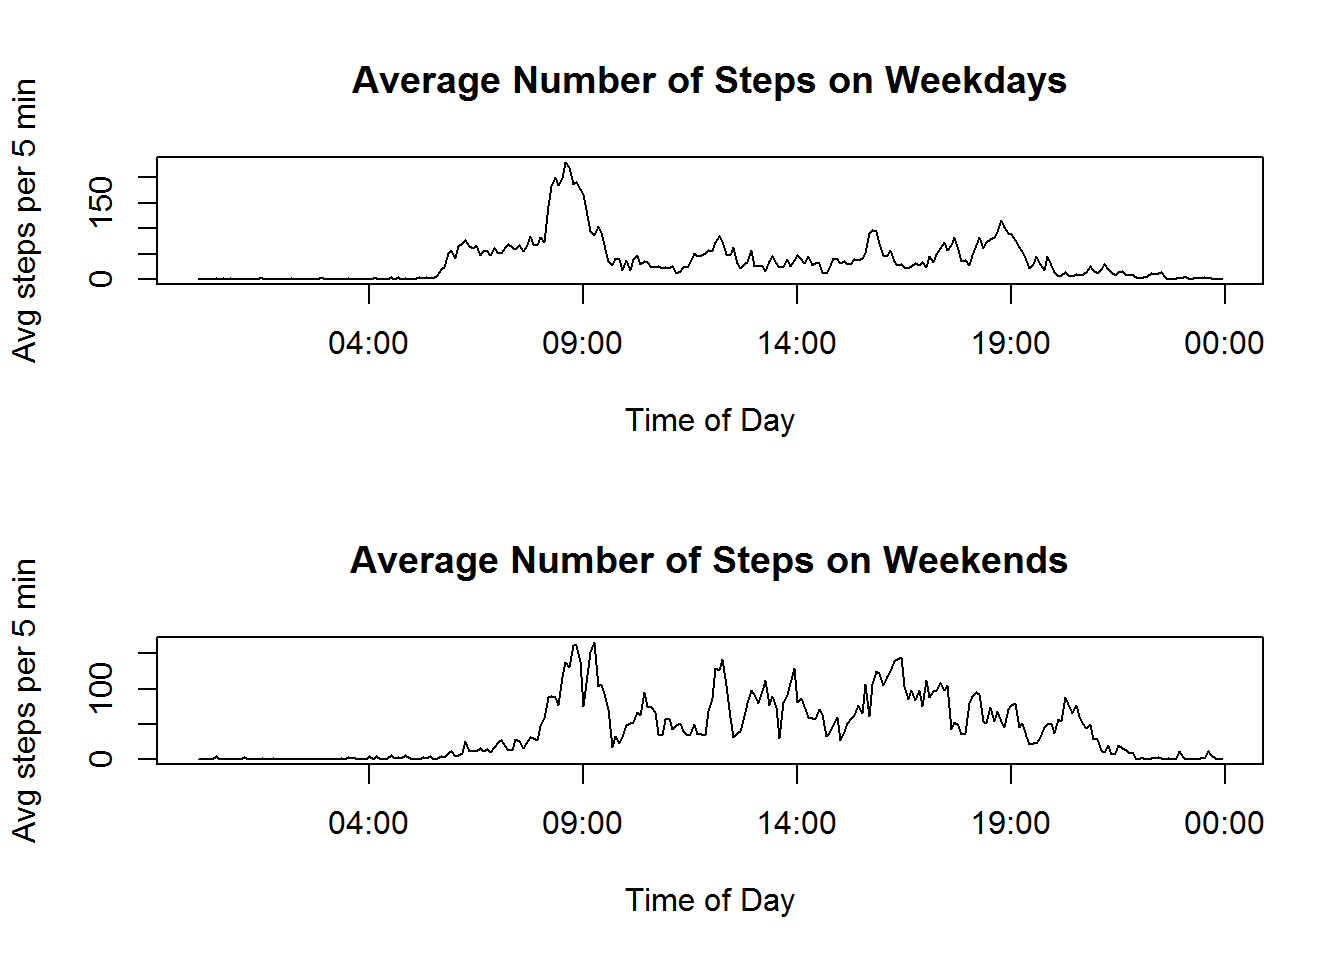 Average Number of Steps on Weekdays
Avg steps per 5 min
150
0
04:00 09:00 14:00 19:00 00:00
Time of Day
Average Number of Steps on Weekends
Avg steps per 5 min
100
0
04:00 09:00 14:00 19:00 00:00
Time of Day